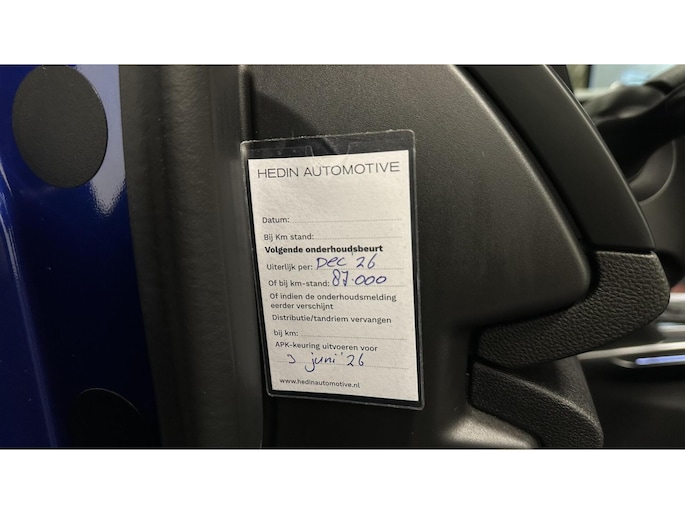 HEDIN AUTOMOTIVE
Datum:
Bij Km stand:
Volgende onderhoudsbeurt
Uiterlijk per: Dec '26
Of bij km-stand: 87.000
Of indien de onderhoudsmelding
eerder verschijnt
Distributie/tandriem vervangen
bij km:
APK-keuring uitvoeren voor
juni '26
www.hedinautomotive.nl